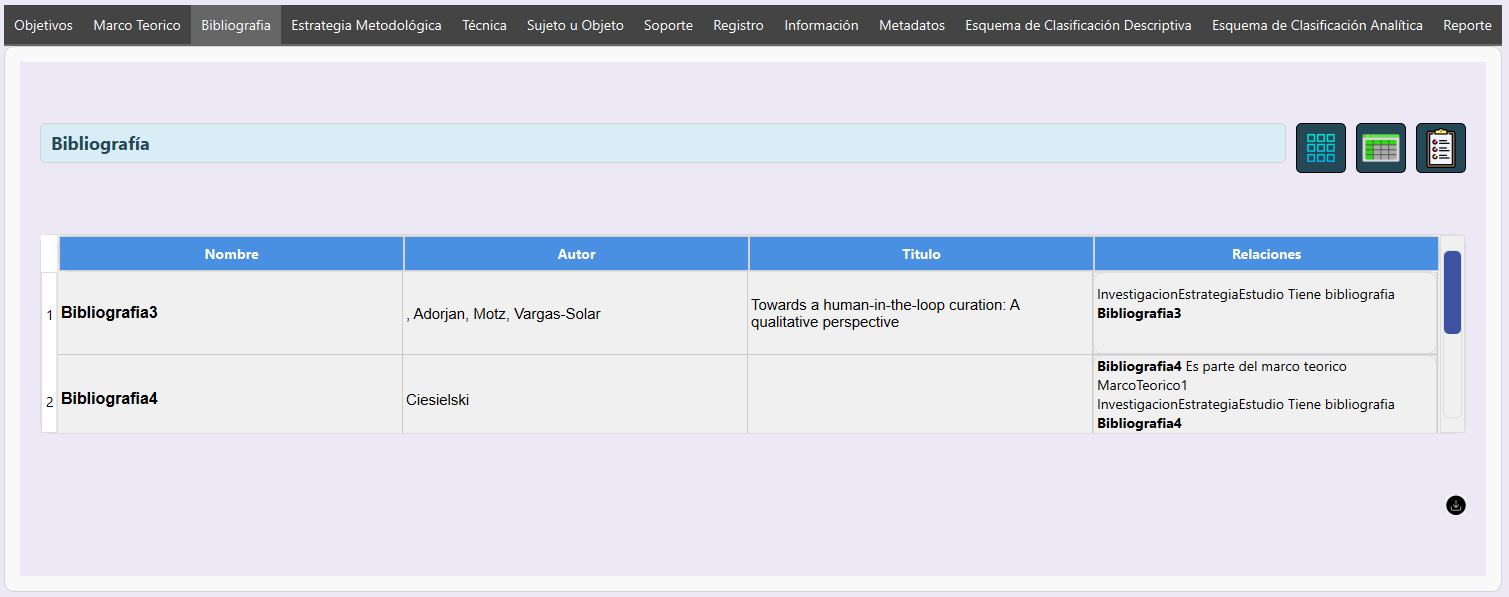 Objetivos Marco Teorico Bibliografia Estrategia Metodológica Técnica Sujeto u Objeto Soporte Registro Información Metadatos Esquema de Clasificación Descriptiva Esquema de Clasificación Analítica Reporte
Bibliografía
Nombre Autor Titulo Relaciones
1 Bibliografia3 , Adorjan, Motz, Vargas-Solar
Towards a human-in-the-loop curation: A
qualitative perspective
InvestigacionEstrategiaEstudio Tiene bibliografia
Bibliografia3
2 Bibliografia4 Ciesielski
Bibliografia4 Es parte del marco teorico
MarcoTeorico1
InvestigacionEstrategiaEstudio Tiene bibliografia
Bibliografia4